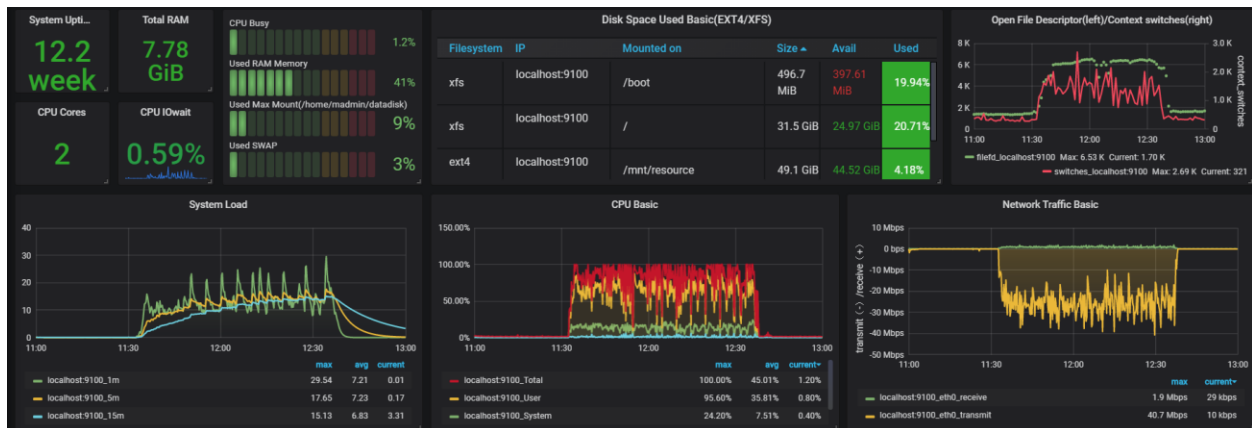 System Upti...
12.2
week
Total RAM
7.78
GiB
CPU Cores
2
CPU IOwait
0.59%
CPU Busy
1.2%
Used RAM Memory
41%
Used Max Mount(/home/madmin/datadisk)
9%
Used SWAP
3%
Disk Space Used Basic(EXT4/XFS)
Filesystem IP Mounted on Size Avail Used
xfs localhost:9100 /boot 496.7 MiB 397.61 MiB 19.94%
xfs localhost:9100 / 31.5 GiB 24.97 GiB 20.71%
ext4 localhost:9100 /mnt/resource 49.1 GiB 44.52 GiB 4.18%
Open File Descriptor(left)/Context switches(right)
8 K
6 K
4 K
2 K
0
3.0 K
2.0 K
1.0 K
0
context_switches
11:00 11:30 12:00 12:30 13:00
filefd_localhost:9100 Max: 6.53 K Current: 1.70 K
switches_localhost:9100 Max: 2.69 K Current: 321
System Load
40
30
20
10
0
11:00 11:30 12:00 12:30 13:00
max avg current
localhost:9100_1m 29.54 7.21 0.01
localhost:9100_5m 17.65 7.23 0.17
localhost:9100_15m 15.13 6.83 3.31
CPU Basic
150.00%
100.00%
50.00%
0%
11:00 11:30 12:00 12:30 13:00
max avg current
localhost:9100_Total 100.00% 45.01% 1.20%
localhost:9100_User 95.60% 35.81% 0.80%
localhost:9100_System 24.20% 7.51% 0.40%
Network Traffic Basic
transmit (-) /receive (+)
10 Mbps
0 bps
-10 Mbps
-20 Mbps
-30 Mbps
-40 Mbps
-50 Mbps
11:00 11:30 12:00 12:30 13:00
max current
localhost:9100_eth0_receive 1.9 Mbps 29 kbps
localhost:9100_eth0_transmit 40.7 Mbps 10 kbps